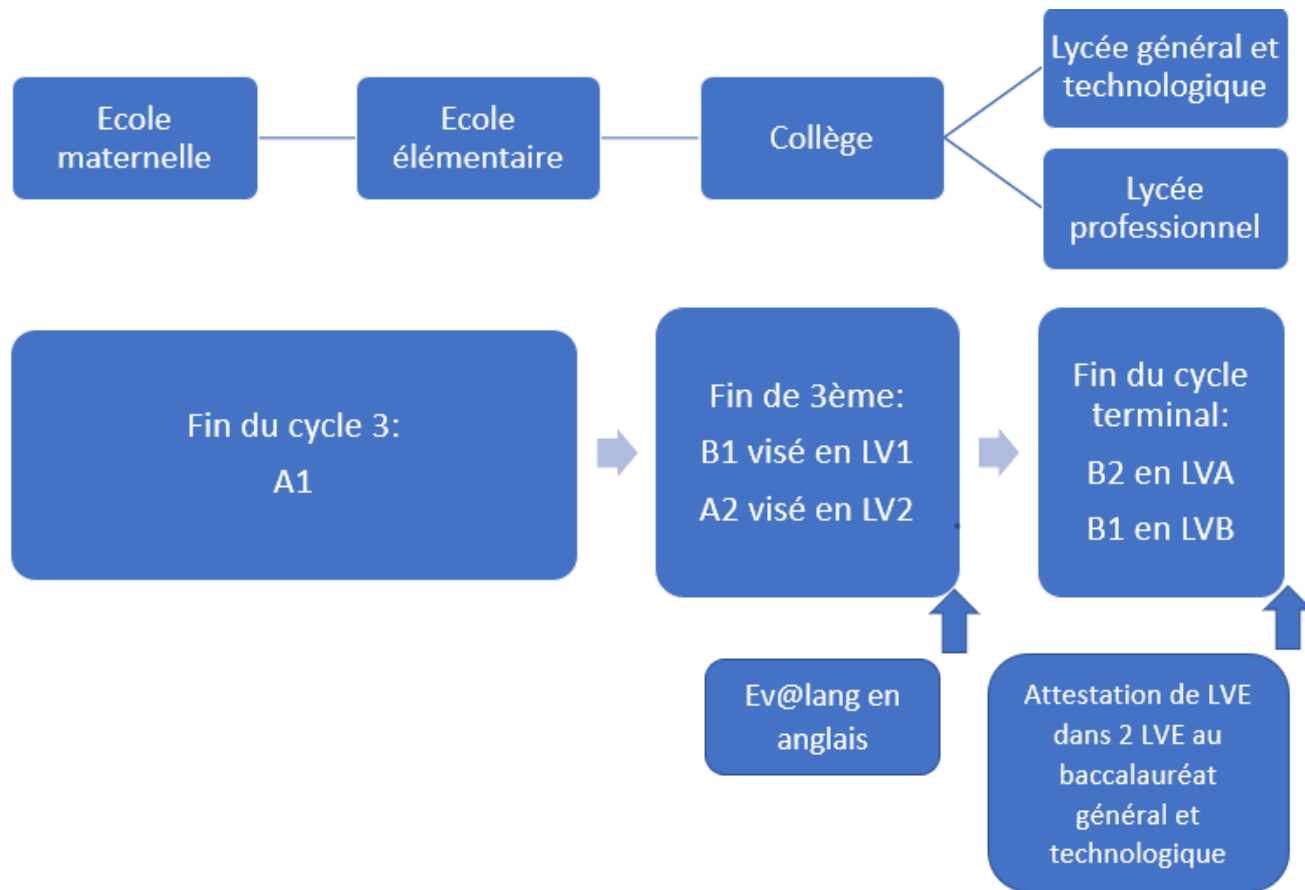 Ecole
maternelle
Ecole
élémentaire
Collège
Lycée général et
technologique
Lycée
professionnel
Fin du cycle 3:
A1
Fin de 3ème:
B1 visé en LV1
A2 visé en LV2
Fin du cycle
terminal:
B2 en LVA
B1 en LVB
Ev@lang en
anglais
Attestation de LVE
dans 2 LVE au
baccalauréat
général et
technologique